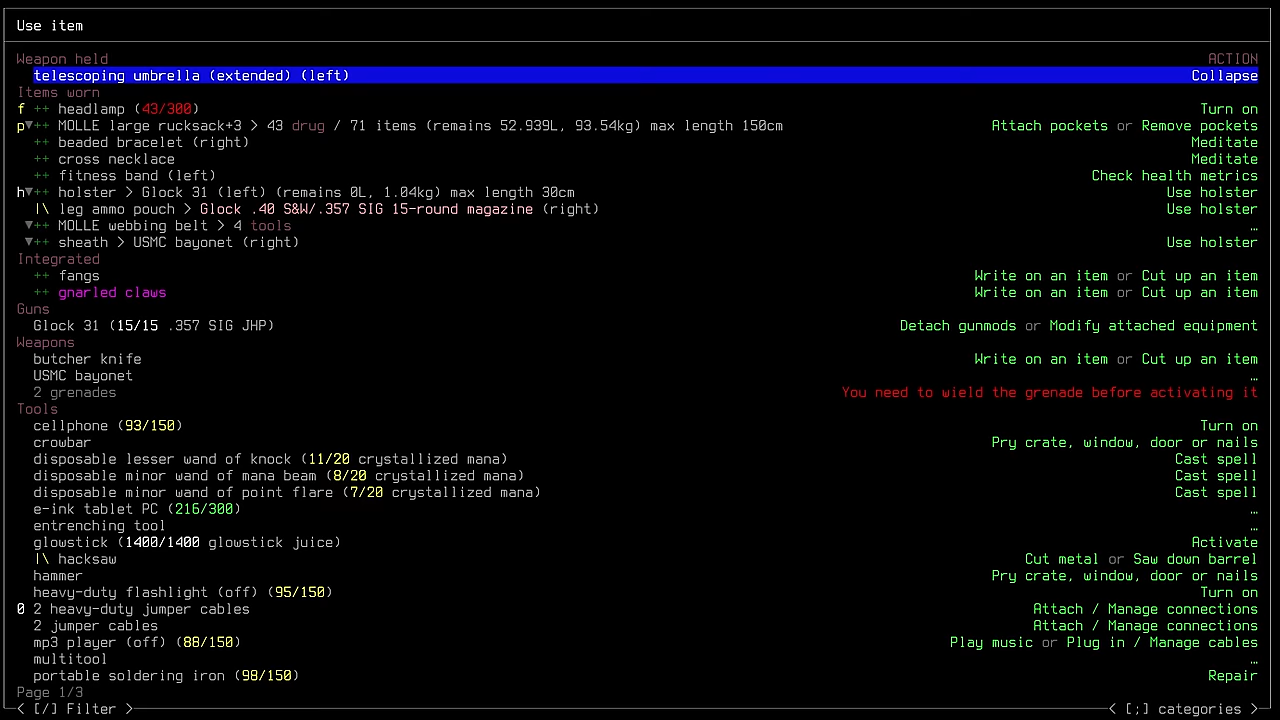 Use item
Weapon held ACTION
telescoping umbrella (extended) (left) Collapse
Items worn
f ++ headlamp (43/300) Turn on
p▼++ MOLLE large rucksack+3 > 43 drug / 71 items (remains 52.939L, 93.54kg) max length 150cm Attach pockets or Remove pockets
++ beaded bracelet (right) Meditate
++ cross necklace Meditate
++ fitness band (left) Check health metrics
h▼++ holster > Glock 31 (left) (remains 0L, 1.04kg) max length 30cm Use holster
|\ leg ammo pouch > Glock .40 S&W/.357 SIG 15-round magazine (right) Use holster
▼++ MOLLE webbing belt > 4 tools …
▼++ sheath > USMC bayonet (right) Use holster
Integrated
++ fangs Write on an item or Cut up an item
++ gnarled claws Write on an item or Cut up an item
Guns
Glock 31 (15/15 .357 SIG JHP) Detach gunmods or Modify attached equipment
Weapons
butcher knife Write on an item or Cut up an item
USMC bayonet …
2 grenades You need to wield the grenade before activating it
Tools
cellphone (93/150) Turn on
crowbar Pry crate, window, door or nails
disposable lesser wand of knock (11/20 crystallized mana) Cast spell
disposable minor wand of mana beam (8/20 crystallized mana) Cast spell
disposable minor wand of point flare (7/20 crystallized mana) Cast spell
e-ink tablet PC (216/300) …
entrenching tool …
glowstick (1400/1400 glowstick juice) Activate
|\ hacksaw Cut metal or Saw down barrel
hammer Pry crate, window, door or nails
heavy-duty flashlight (off) (95/150) Turn on
0 2 heavy-duty jumper cables Attach / Manage connections
2 jumper cables Attach / Manage connections
mp3 player (off) (88/150) Play music or Plug in / Manage cables
multitool …
portable soldering iron (98/150) Repair
Page 1/3
< [/] Filter > < [;] categories >